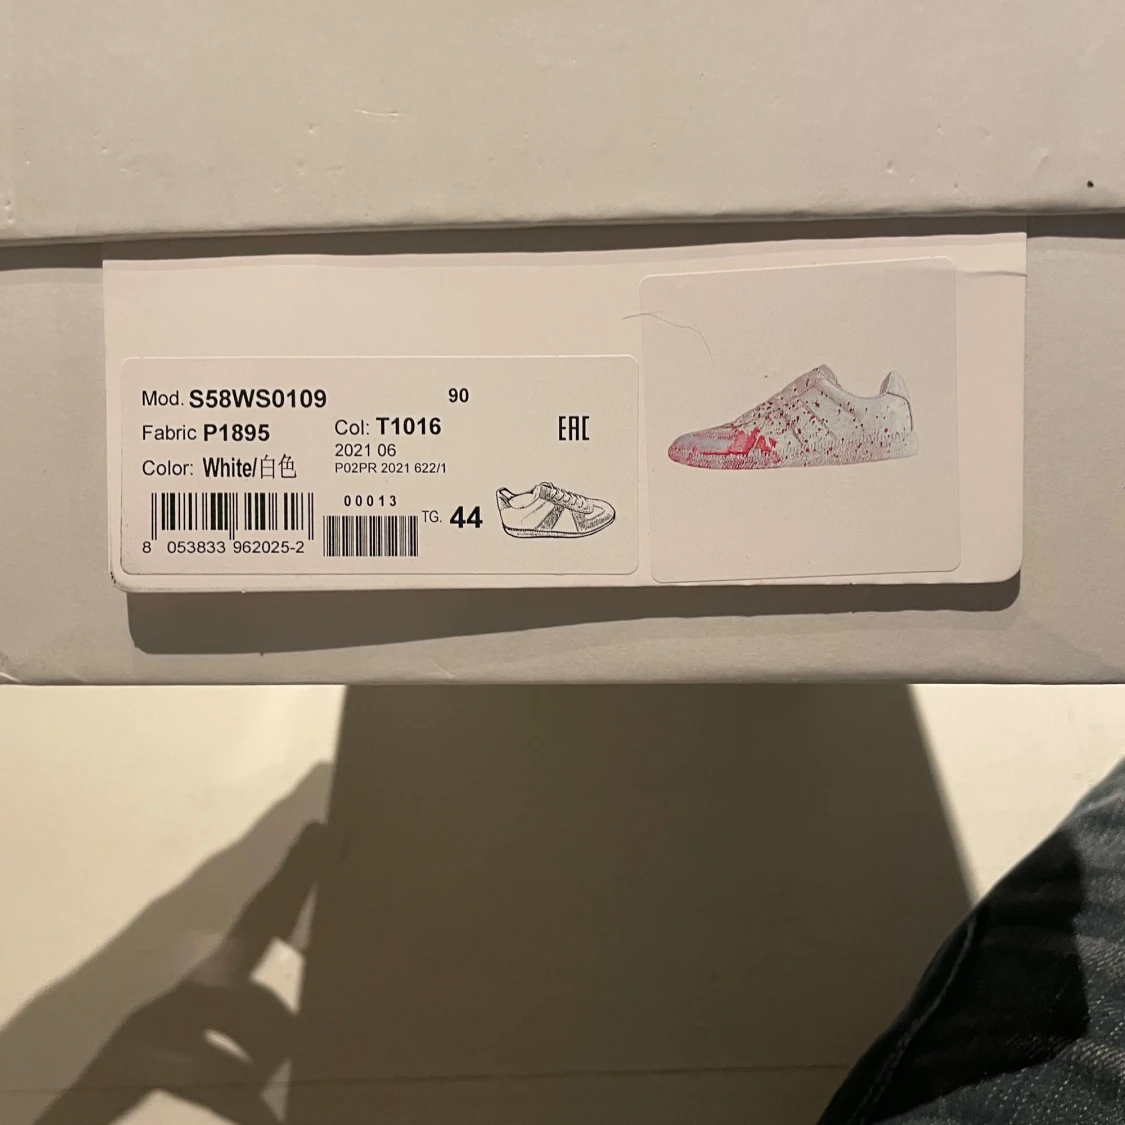 Mod. S58WS0109 90
Fabric P1895 Col: T1016 EAC
2021 06
Color: White/白色 P02PR 2021 622/1
00013
TG. 44
8 053833 962025-2